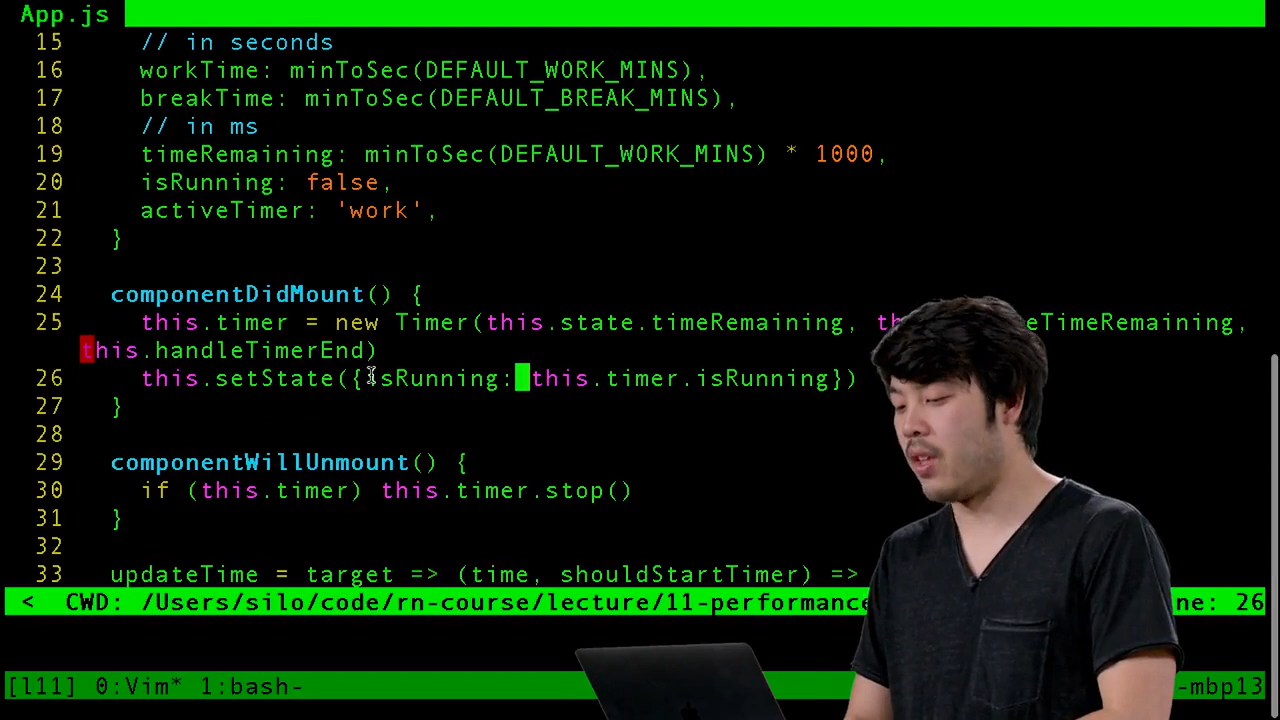 App.js
15 // in seconds
16 workTime: minToSec(DEFAULT_WORK_MINS),
17 breakTime: minToSec(DEFAULT_BREAK_MINS),
18 // in ms
19 timeRemaining: minToSec(DEFAULT_WORK_MINS) * 1000,
20 isRunning: false,
21 activeTimer: 'work',
22 }
23
24 componentDidMount() {
25 this.timer = new Timer(this.state.timeRemaining, eTimeRemaining,
this.handleTimerEnd)
26 this.setState({isRunning: this.timer.isRunning})
27 }
28
29 componentWillUnmount() {
30 if (this.timer) this.timer.stop()
31 }
32
33 updateTime = target => (time, shouldStartTimer) =>
< CWD: /Users/silo/code/rn-course/lecture/11-performance ne: 26
[l11] 0:Vim* 1:bash- -mbp13